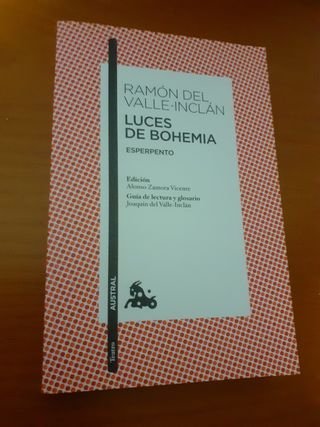 RAMÓN DEL
VALLE-INCLÁN
LUCES
DE BOHEMIA
ESPERPENTO
Edición
Alonso Zamora Vicente
Guía de lectura y glosario
Joaquín del Valle-Inclán
AUSTRAL
Teatro